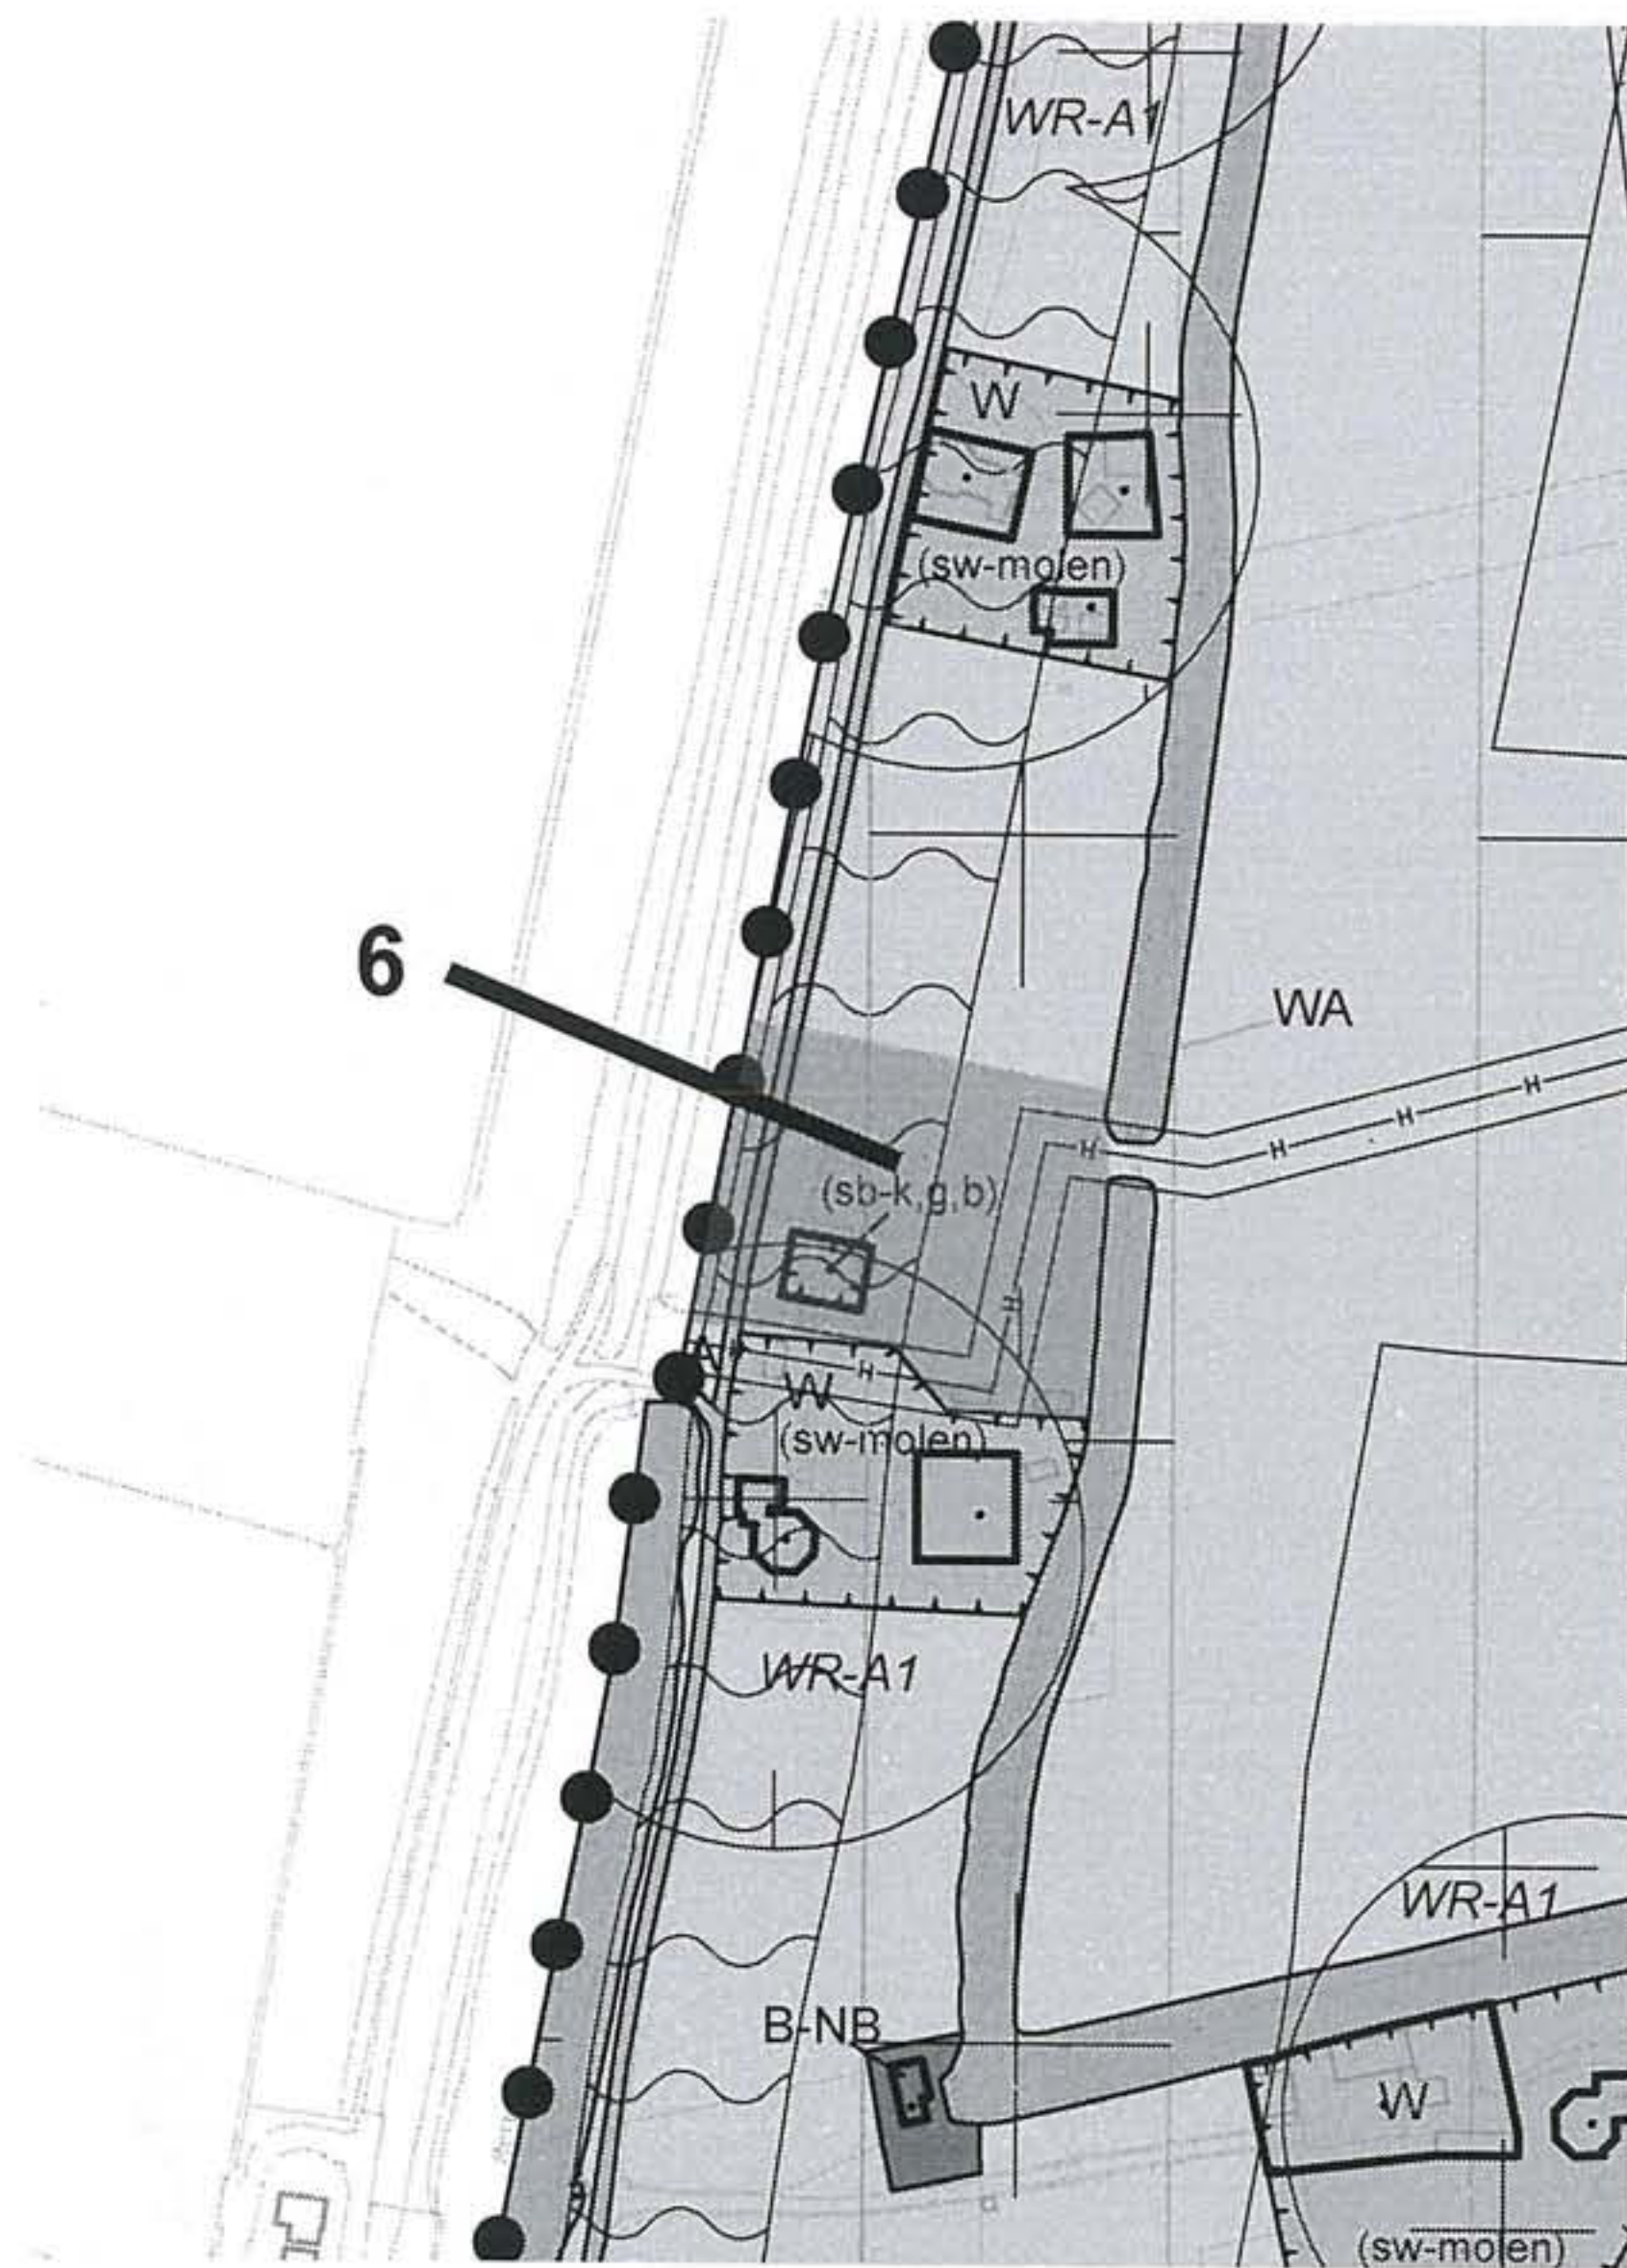 WR-A1
W
(sw-molen)
6
WA
H
H
H
H
(sb-k,g,b)
H
H
W
(sw-molen)
WR-A1
WR-A1
B-NB
W
(sw-molen)